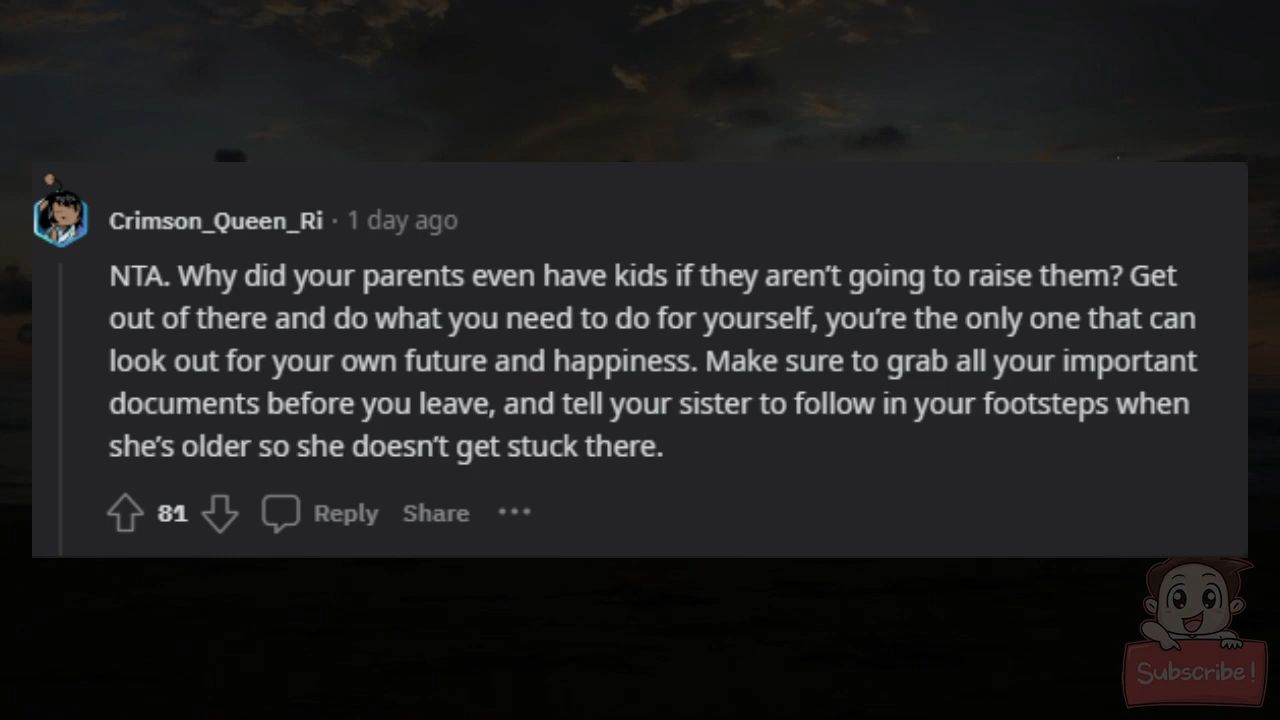 Crimson_Queen_Ri · 1 day ago
NTA. Why did your parents even have kids if they aren’t going to raise them? Get
out of there and do what you need to do for yourself, you’re the only one that can
look out for your own future and happiness. Make sure to grab all your important
documents before you leave, and tell your sister to follow in your footsteps when
she’s older so she doesn’t get stuck there.
81 Reply Share ···
Subscribe!